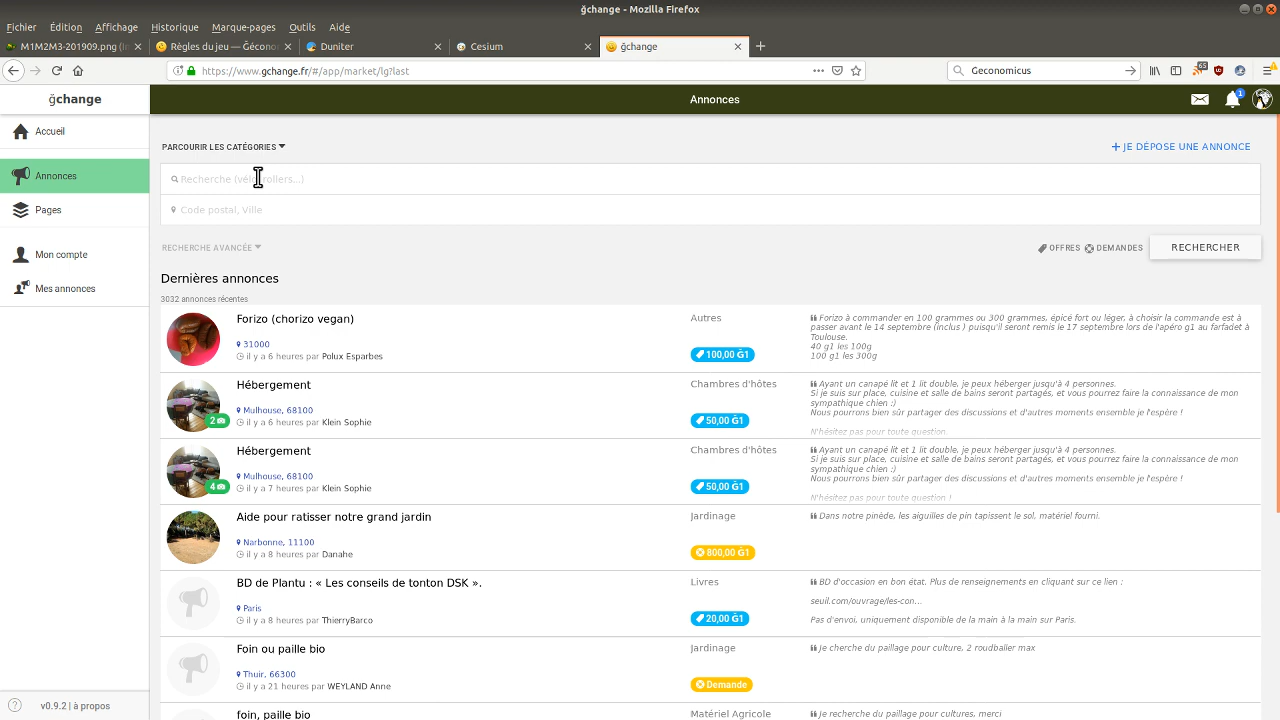 ğchange - Mozilla Firefox
Fichier Édition Affichage Historique Marque-pages Outils Aide
M1M2M3-201909.png (I Règles du jeu — Gécono Duniter Cesium ğchange
https://www.gchange.fr/#/app/market/lg?last
Geconomicus
65
ğchange
Annonces
1
Accueil
Annonces
Pages
Mon compte
Mes annonces
PARCOURIR LES CATÉGORIES
+ JE DÉPOSE UNE ANNONCE
Recherche (vélo, rollers...)
Code postal, Ville
RECHERCHE AVANCÉE
OFFRES DEMANDES RECHERCHER
Dernières annonces
3032 annonces récentes
Forizo (chorizo vegan)
31000
il y a 6 heures par Polux Esparbes
Autres
100,00 Ğ1
Forizo à commander en 100 grammes ou 300 grammes, épicé fort ou léger, à choisir la commande est à
passer avant le 14 septembre (inclus ) puisqu'il seront remis le 17 septembre lors de l'apéro g1 au farfadet à
Toulouse.
40 g1 les 100g
100 g1 les 300g
Hébergement
Mulhouse, 68100
il y a 6 heures par Klein Sophie
2
Chambres d'hôtes
50,00 Ğ1
Ayant un canapé lit et 1 lit double, je peux héberger jusqu'à 4 personnes.
Si je suis sur place, cuisine et salle de bains seront partagés, et vous pourrez faire la connaissance de mon
sympathique chien :)
Nous pourrons bien sûr partager des discussions et d'autres moments ensemble je l'espère !
N'hésitez pas pour toute question.
Hébergement
Mulhouse, 68100
il y a 7 heures par Klein Sophie
4
Chambres d'hôtes
50,00 Ğ1
Ayant un canapé lit et 1 lit double, je peux héberger jusqu'à 4 personnes.
Si je suis sur place, cuisine et salle de bains seront partagés, et vous pourrez faire la connaissance de mon
sympathique chien :)
Nous pourrons bien sûr partager des discussions et d'autres moments ensemble je l'espère !
N'hésitez pas pour toute question !
Aide pour ratisser notre grand jardin
Narbonne, 11100
il y a 8 heures par Danahe
Jardinage
800,00 Ğ1
Dans notre pinède, les aiguilles de pin tapissent le sol, matériel fourni.
BD de Plantu : « Les conseils de tonton DSK ».
Paris
il y a 8 heures par ThierryBarco
Livres
20,00 Ğ1
BD d'occasion en bon état. Plus de renseignements en cliquant sur ce lien :
seuil.com/ouvrage/les-con...
Pas d'envoi, uniquement disponible de la main à la main sur Paris.
Foin ou paille bio
Thuir, 66300
il y a 21 heures par WEYLAND Anne
Jardinage
Demande
Je cherche du paillage pour culture, 2 roudballer max
foin, paille bio
Matériel Agricole
Je recherche du paillage pour cultures, merci
v0.9.2 | à propos